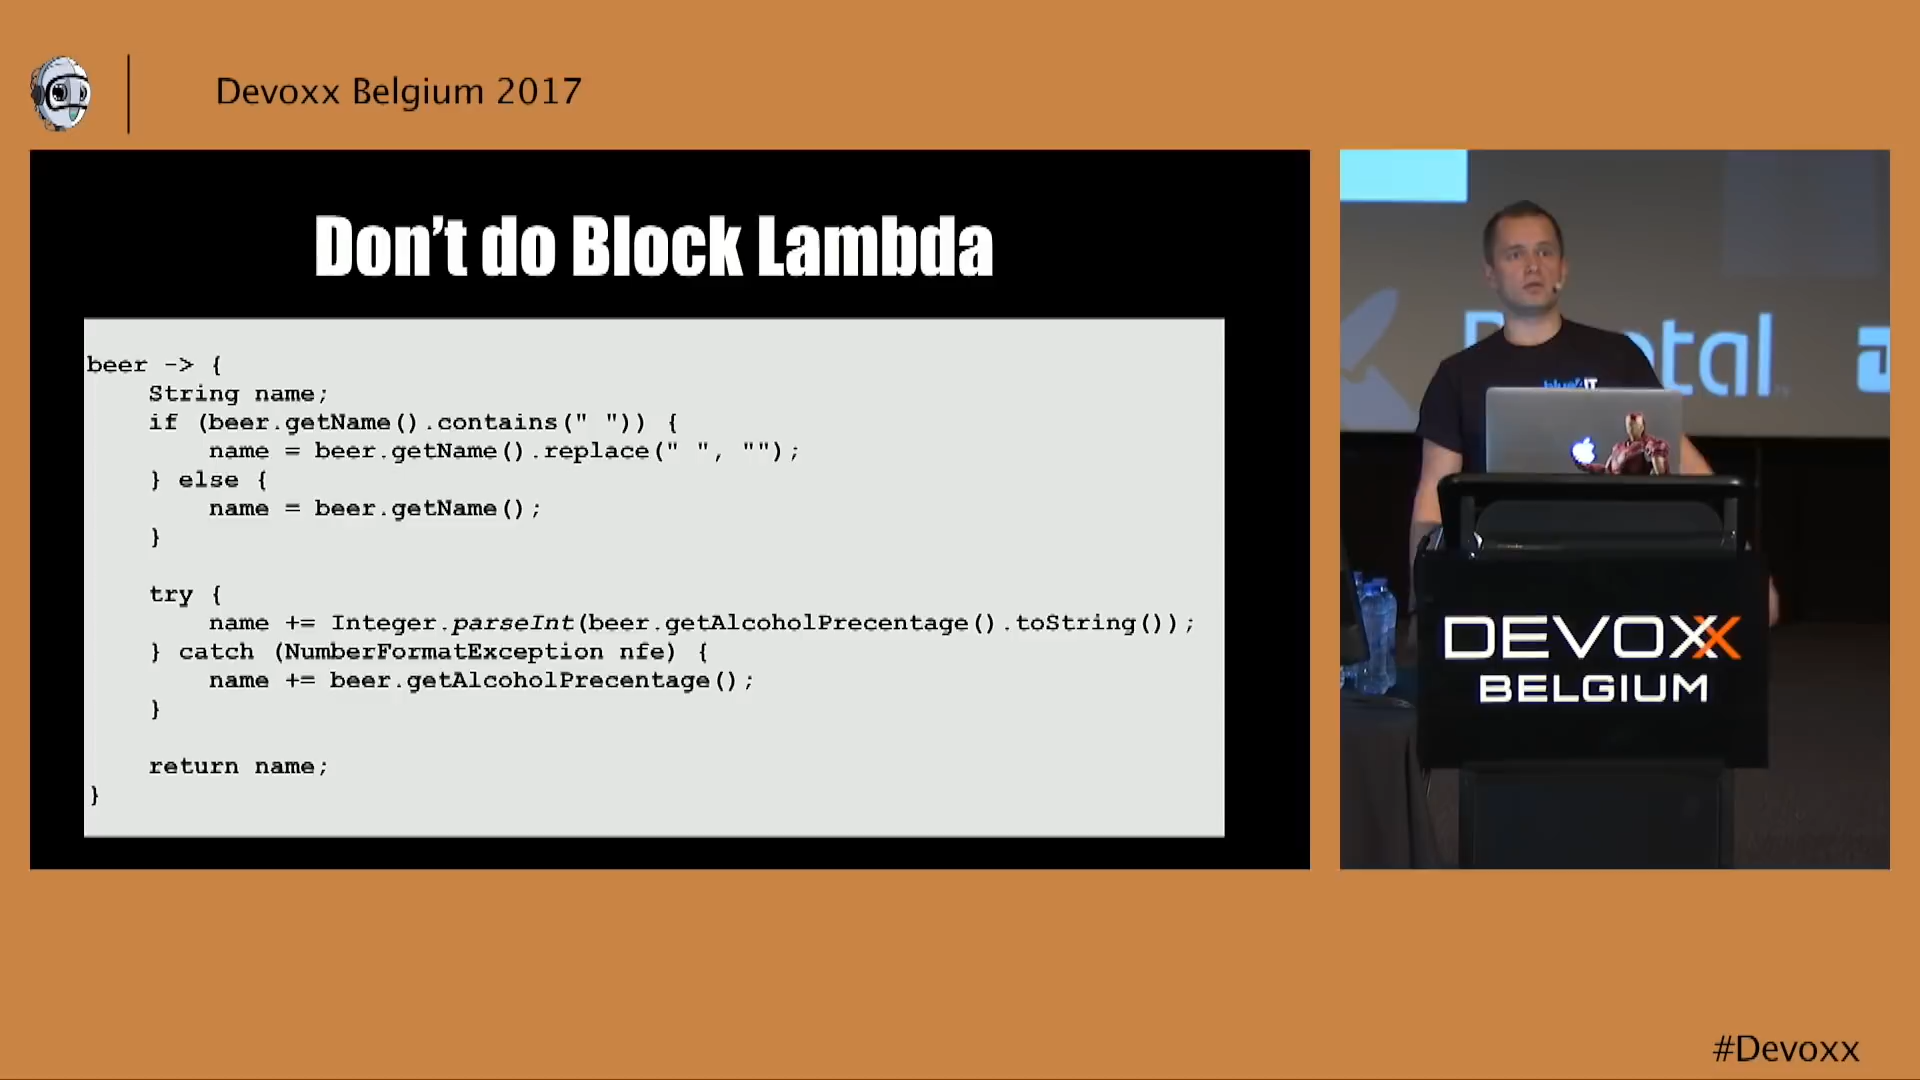 Devoxx Belgium 2017
Don't do Block Lambda
beer -> {
String name;
if (beer.getName().contains(" ")) {
name = beer.getName().replace(" ", "");
} else {
name = beer.getName();
}
try {
name += Integer.parseInt(beer.getAlcoholPrecentage().toString());
} catch (NumberFormatException nfe) {
name += beer.getAlcoholPrecentage();
}
return name;
}
DEVOXX
BELGIUM
#Devoxx